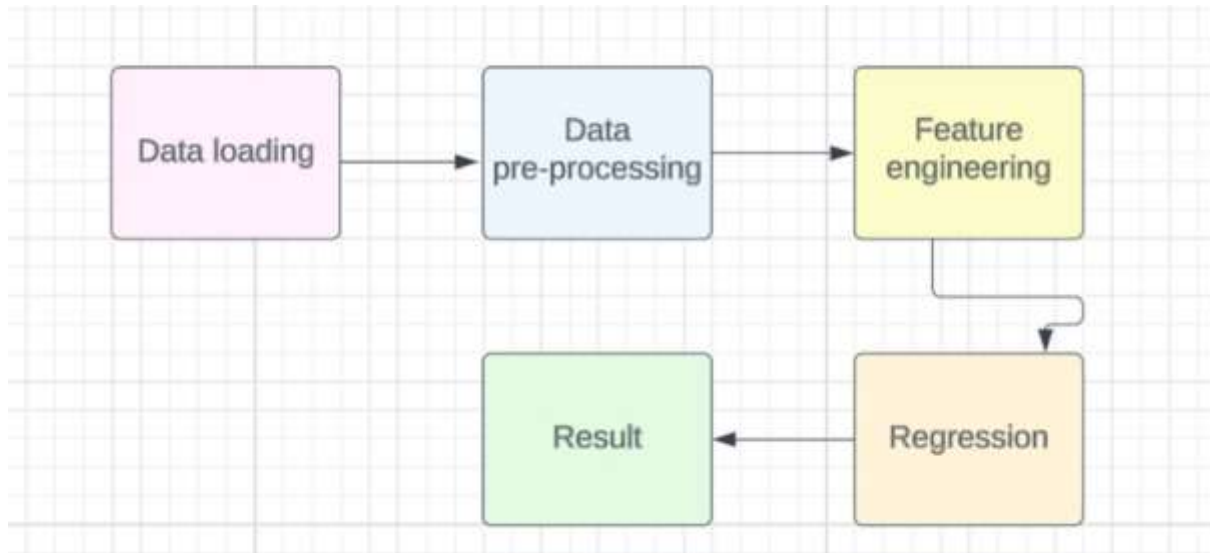 Data loading
Data
pre-processing
Feature
engineering
Result
Regression